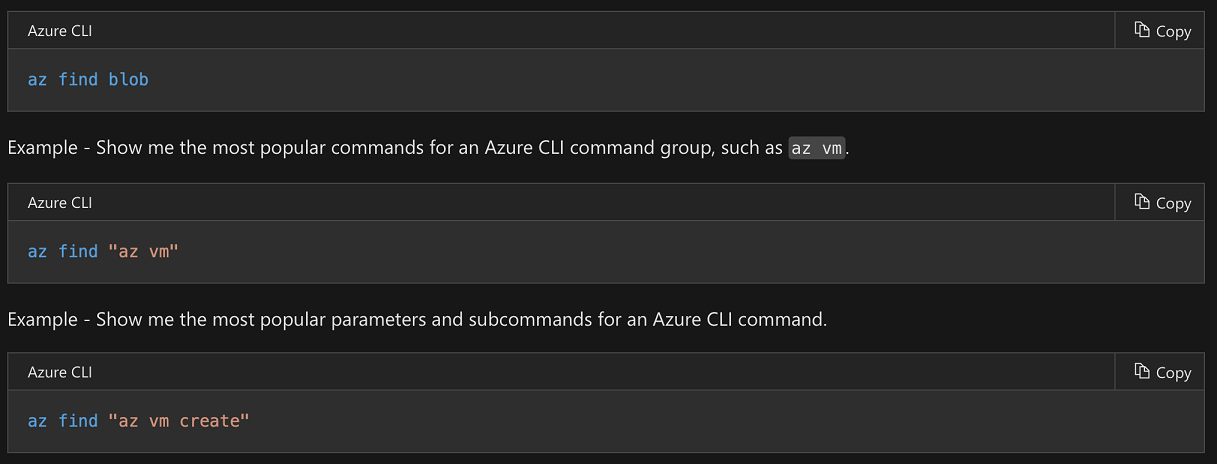 Azure CLI Copy
az find blob
Example - Show me the most popular commands for an Azure CLI command group, such as az vm.
Azure CLI Copy
az find "az vm"
Example - Show me the most popular parameters and subcommands for an Azure CLI command.
Azure CLI Copy
az find "az vm create"